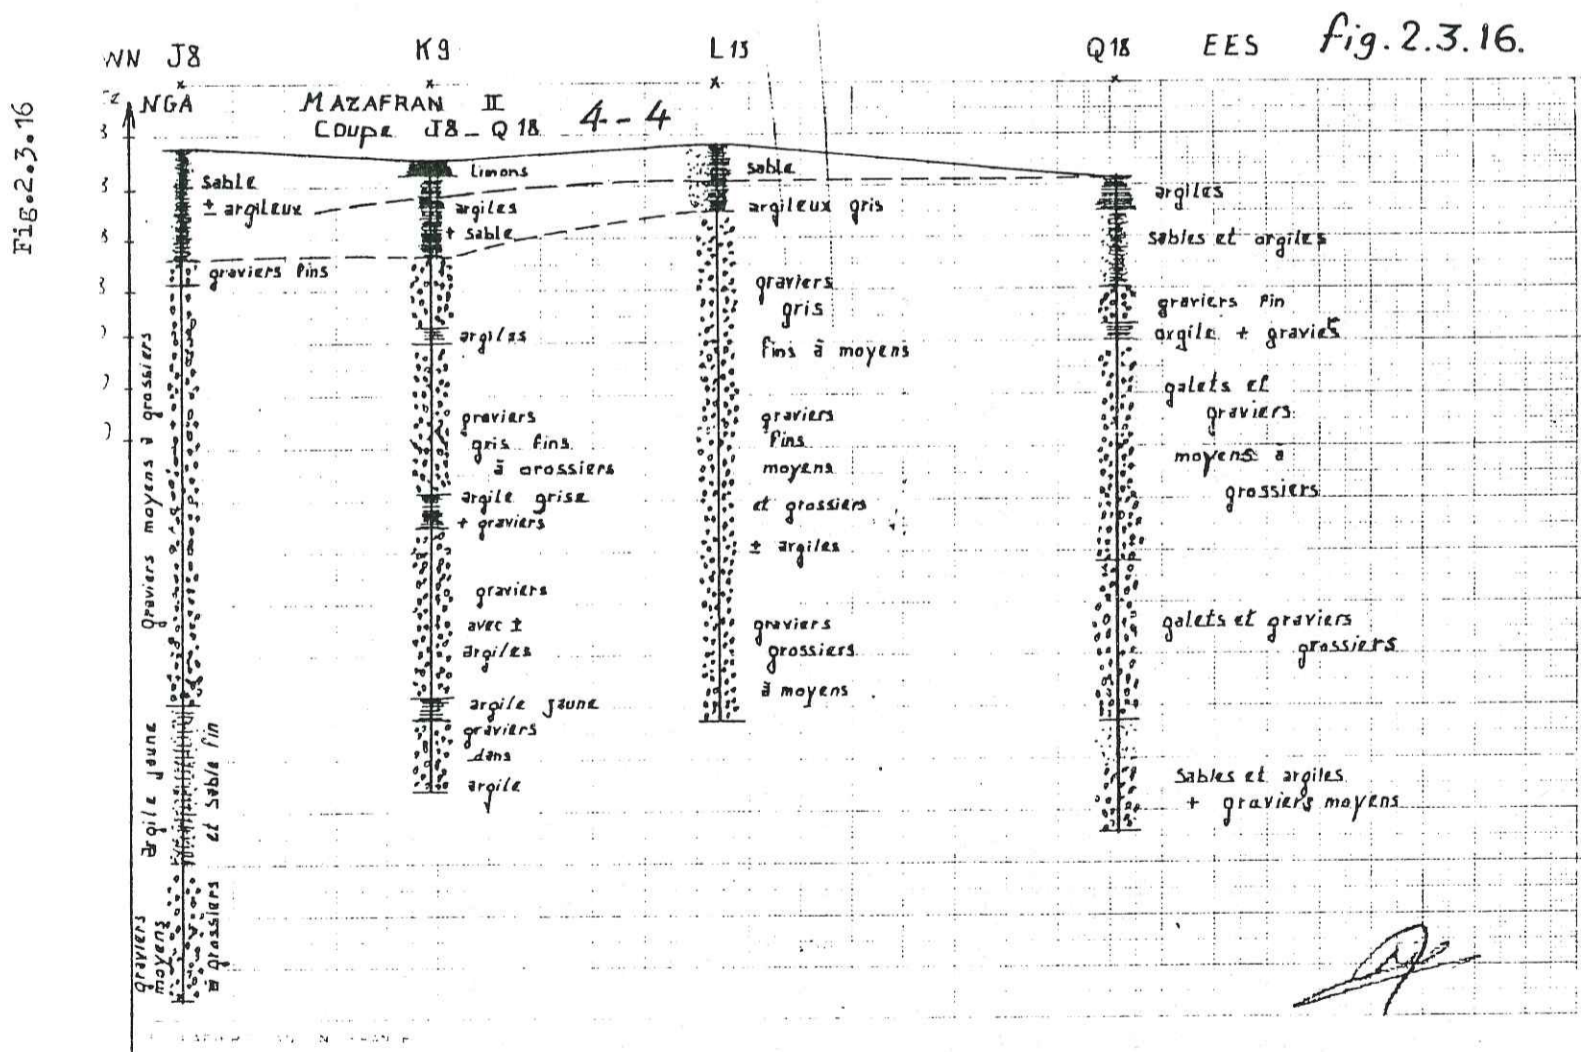 Fig.2.3.16
fig. 2.3.16.
WN J8 K9 L13 Q18 EES
NGA
MAZAFRAN II
Coupe J8_Q18 4-4
sable
± argileux
graviers fins
graviers moyens à grossiers
argile jaune
et sable fin
graviers
moyens
à grossiers
limons
argiles
+ sable
argiles
graviers
gris fins
à grossiers
argile grise
+ graviers
graviers
avec ±
argiles
argile jaune
graviers
dans
argile
sable
argileux gris
graviers
gris
fins à moyens
graviers
fins
moyens
et grossiers
± argiles
graviers
grossiers
à moyens
argiles
sables et argiles
graviers fin
argile + gravier
galets et
graviers
moyens à
grossiers
galets et graviers
grossiers
Sables et argiles
+ graviers moyens